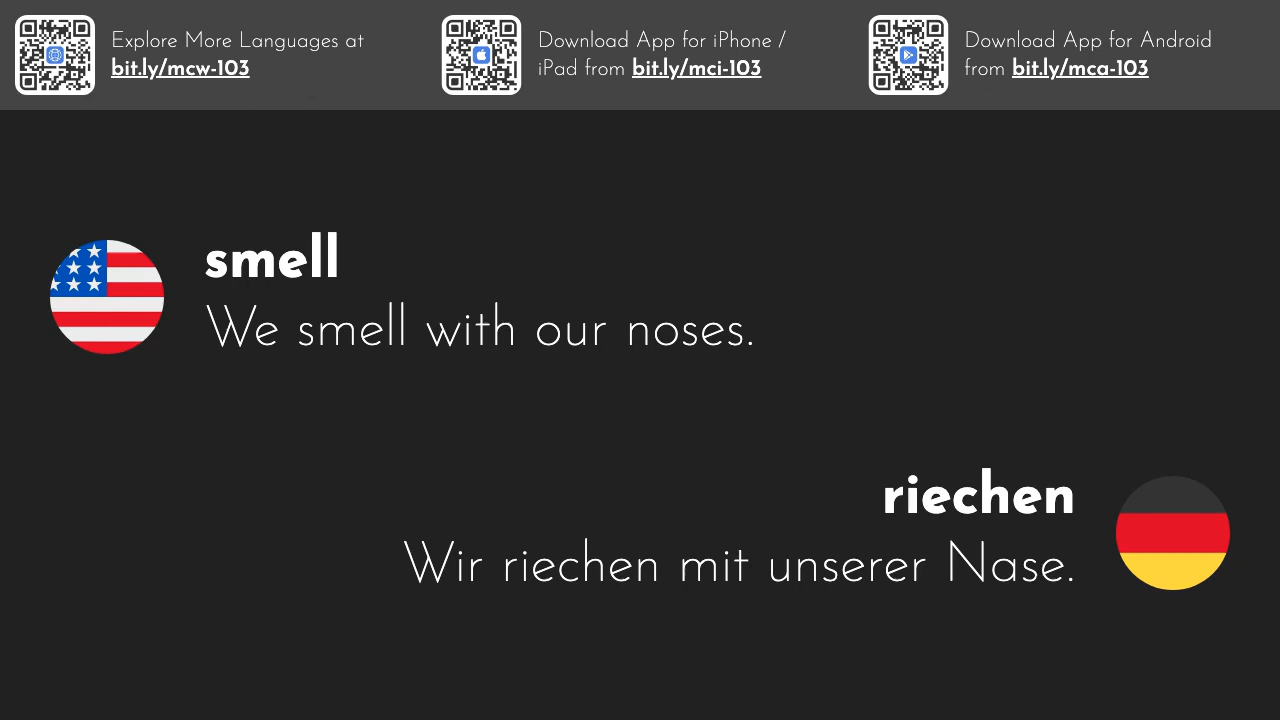 Explore More Languages at
bit.ly/mcw-103
Download App for iPhone /
iPad from bit.ly/mci-103
Download App for Android
from bit.ly/mca-103
smell
We smell with our noses.
riechen
Wir riechen mit unserer Nase.